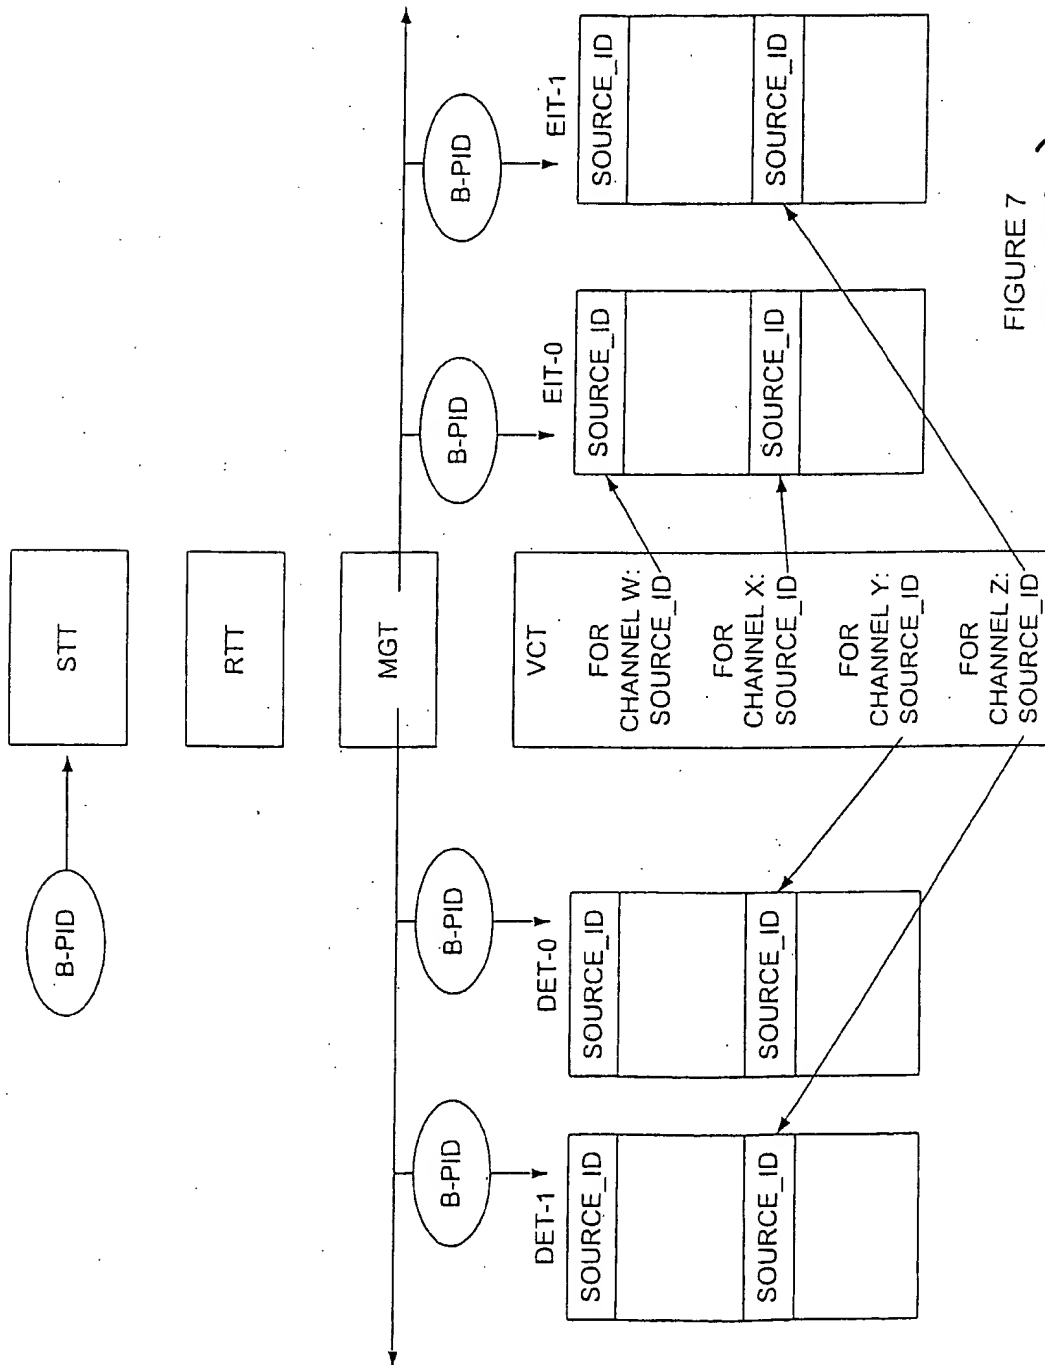 B-PID
STT
RTT
MGT
B-PID
B-PID
B-PID
B-PID
DET-1
DET-0
VCT
EIT-0
EIT-1
SOURCE_ID
SOURCE_ID
SOURCE_ID
SOURCE_ID
FOR
CHANNEL W:
SOURCE_ID
FOR
CHANNEL X:
SOURCE_ID
SOURCE_ID
SOURCE_ID
SOURCE_ID
SOURCE_ID
FOR
CHANNEL Y:
SOURCE_ID
FOR
CHANNEL Z:
SOURCE_ID
FIGURE 7